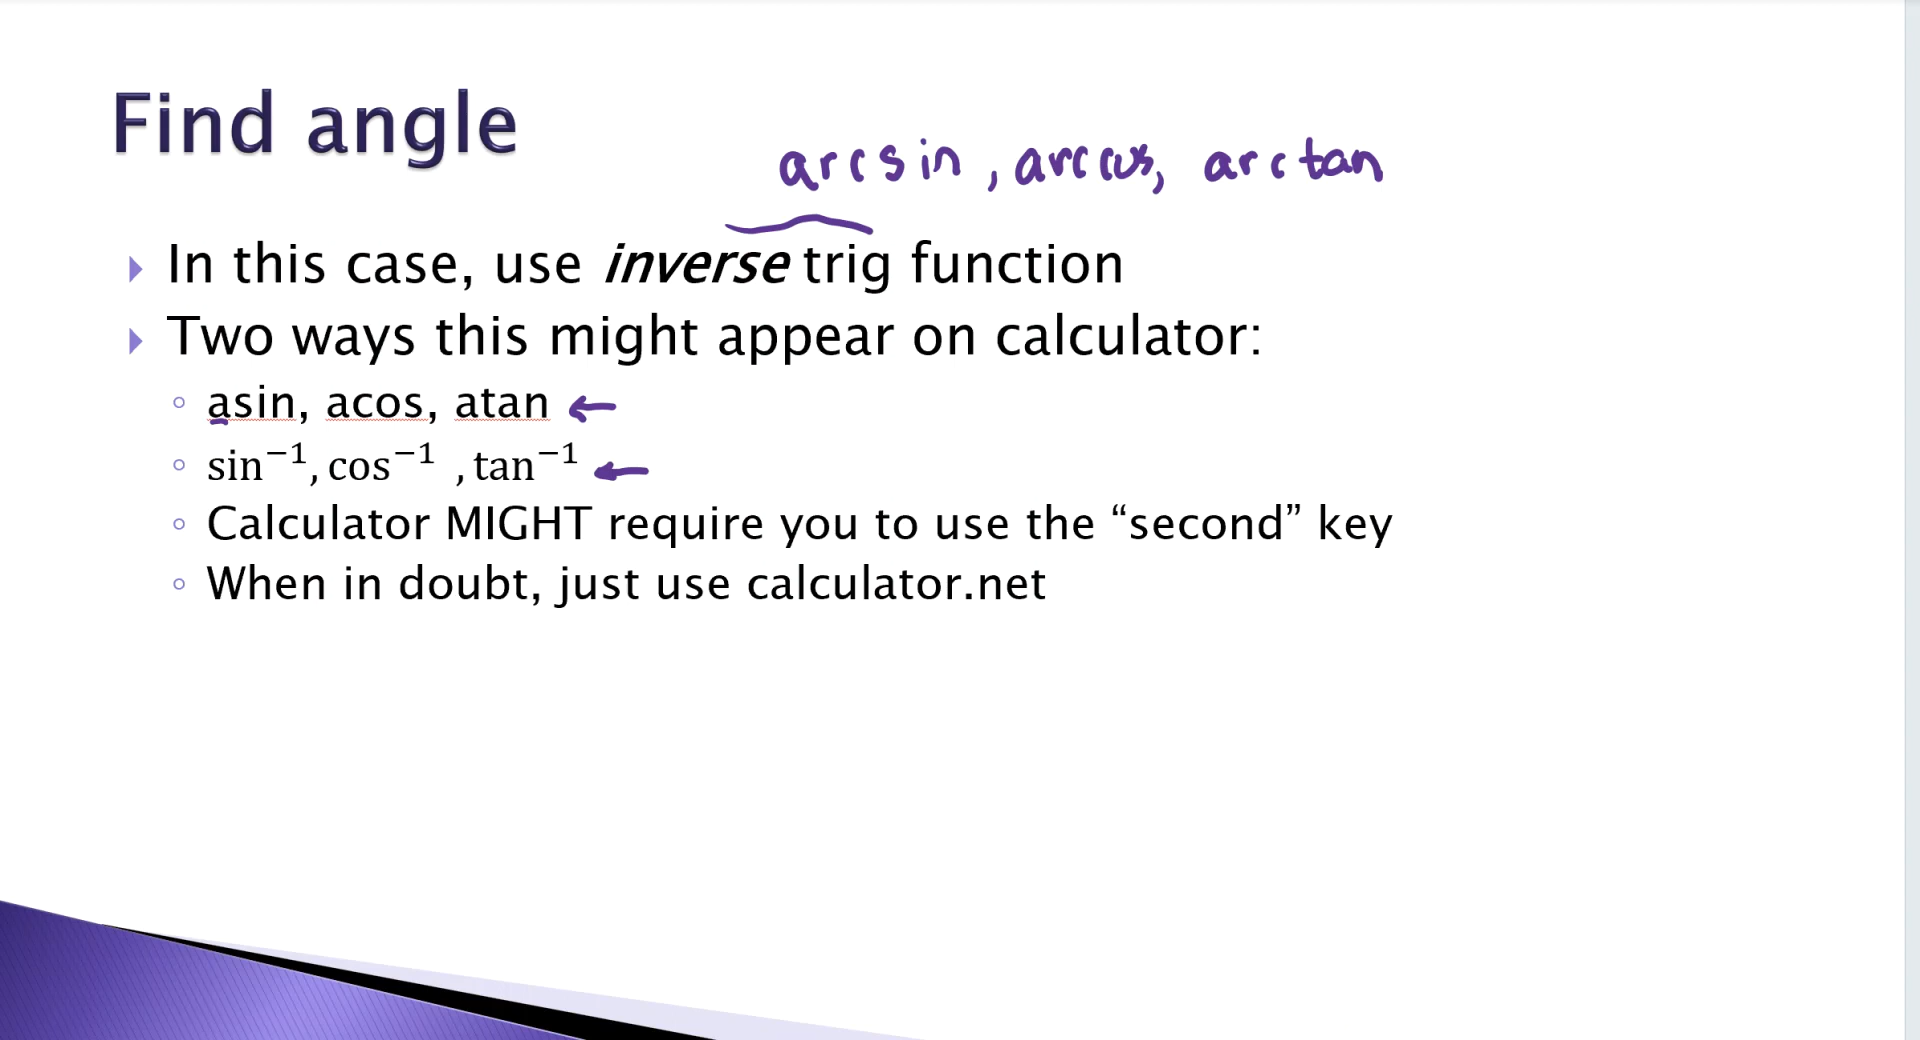 Find angle
arcsin, arccos, arctan
In this case, use inverse trig function
Two ways this might appear on calculator:
asin, acos, atan
sin⁻¹, cos⁻¹ , tan⁻¹
Calculator MIGHT require you to use the “second” key
When in doubt, just use calculator.net